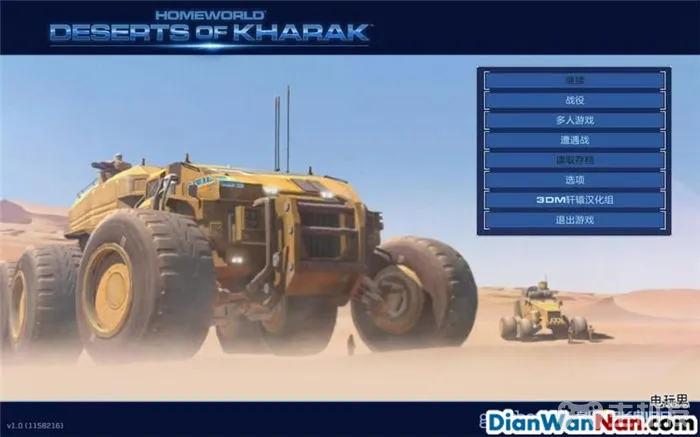 HOMEWORLD
DESERTS OF KHARAK
继续
战役
多人游戏
遭遇战
读取存档
选项
3DM轩辕汉化组
退出游戏
v1.0 (1158216)
电玩男
DianWanNan.com